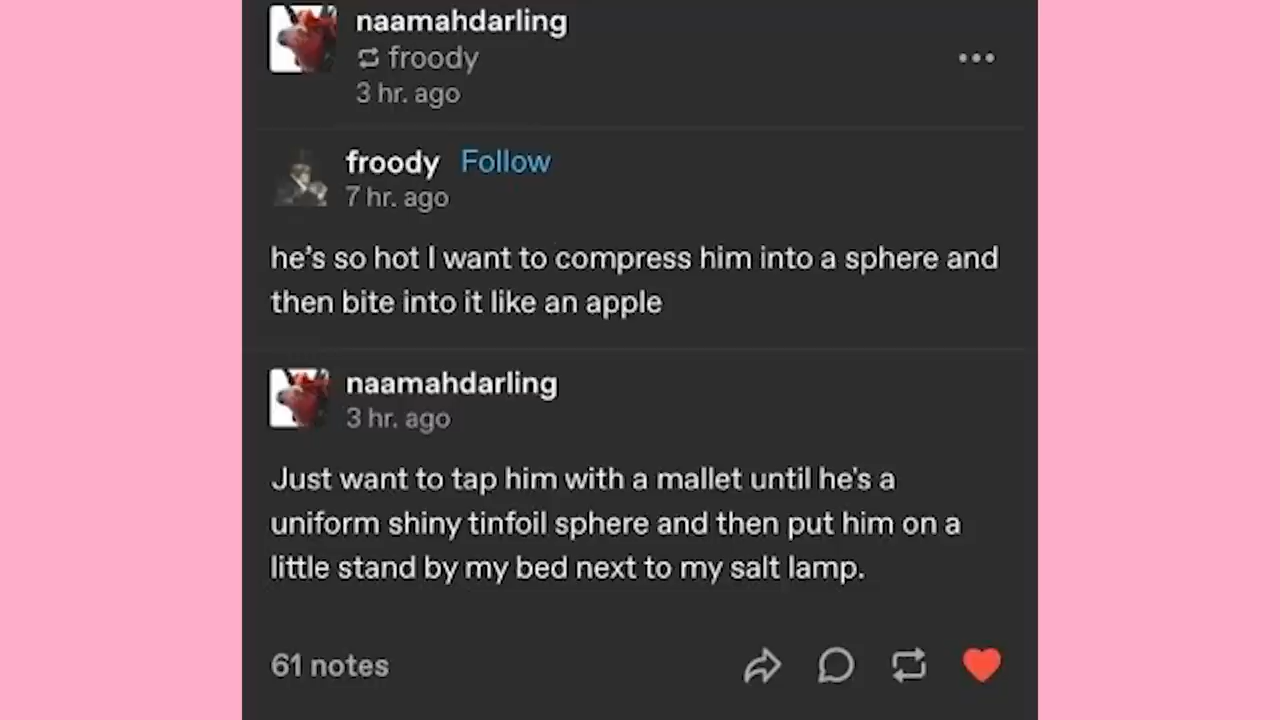 naamahdarling
froody
3 hr. ago
froody Follow
7 hr. ago
he's so hot I want to compress him into a sphere and
then bite into it like an apple
naamahdarling
3 hr. ago
Just want to tap him with a mallet until he's a
uniform shiny tinfoil sphere and then put him on a
little stand by my bed next to my salt lamp.
61 notes